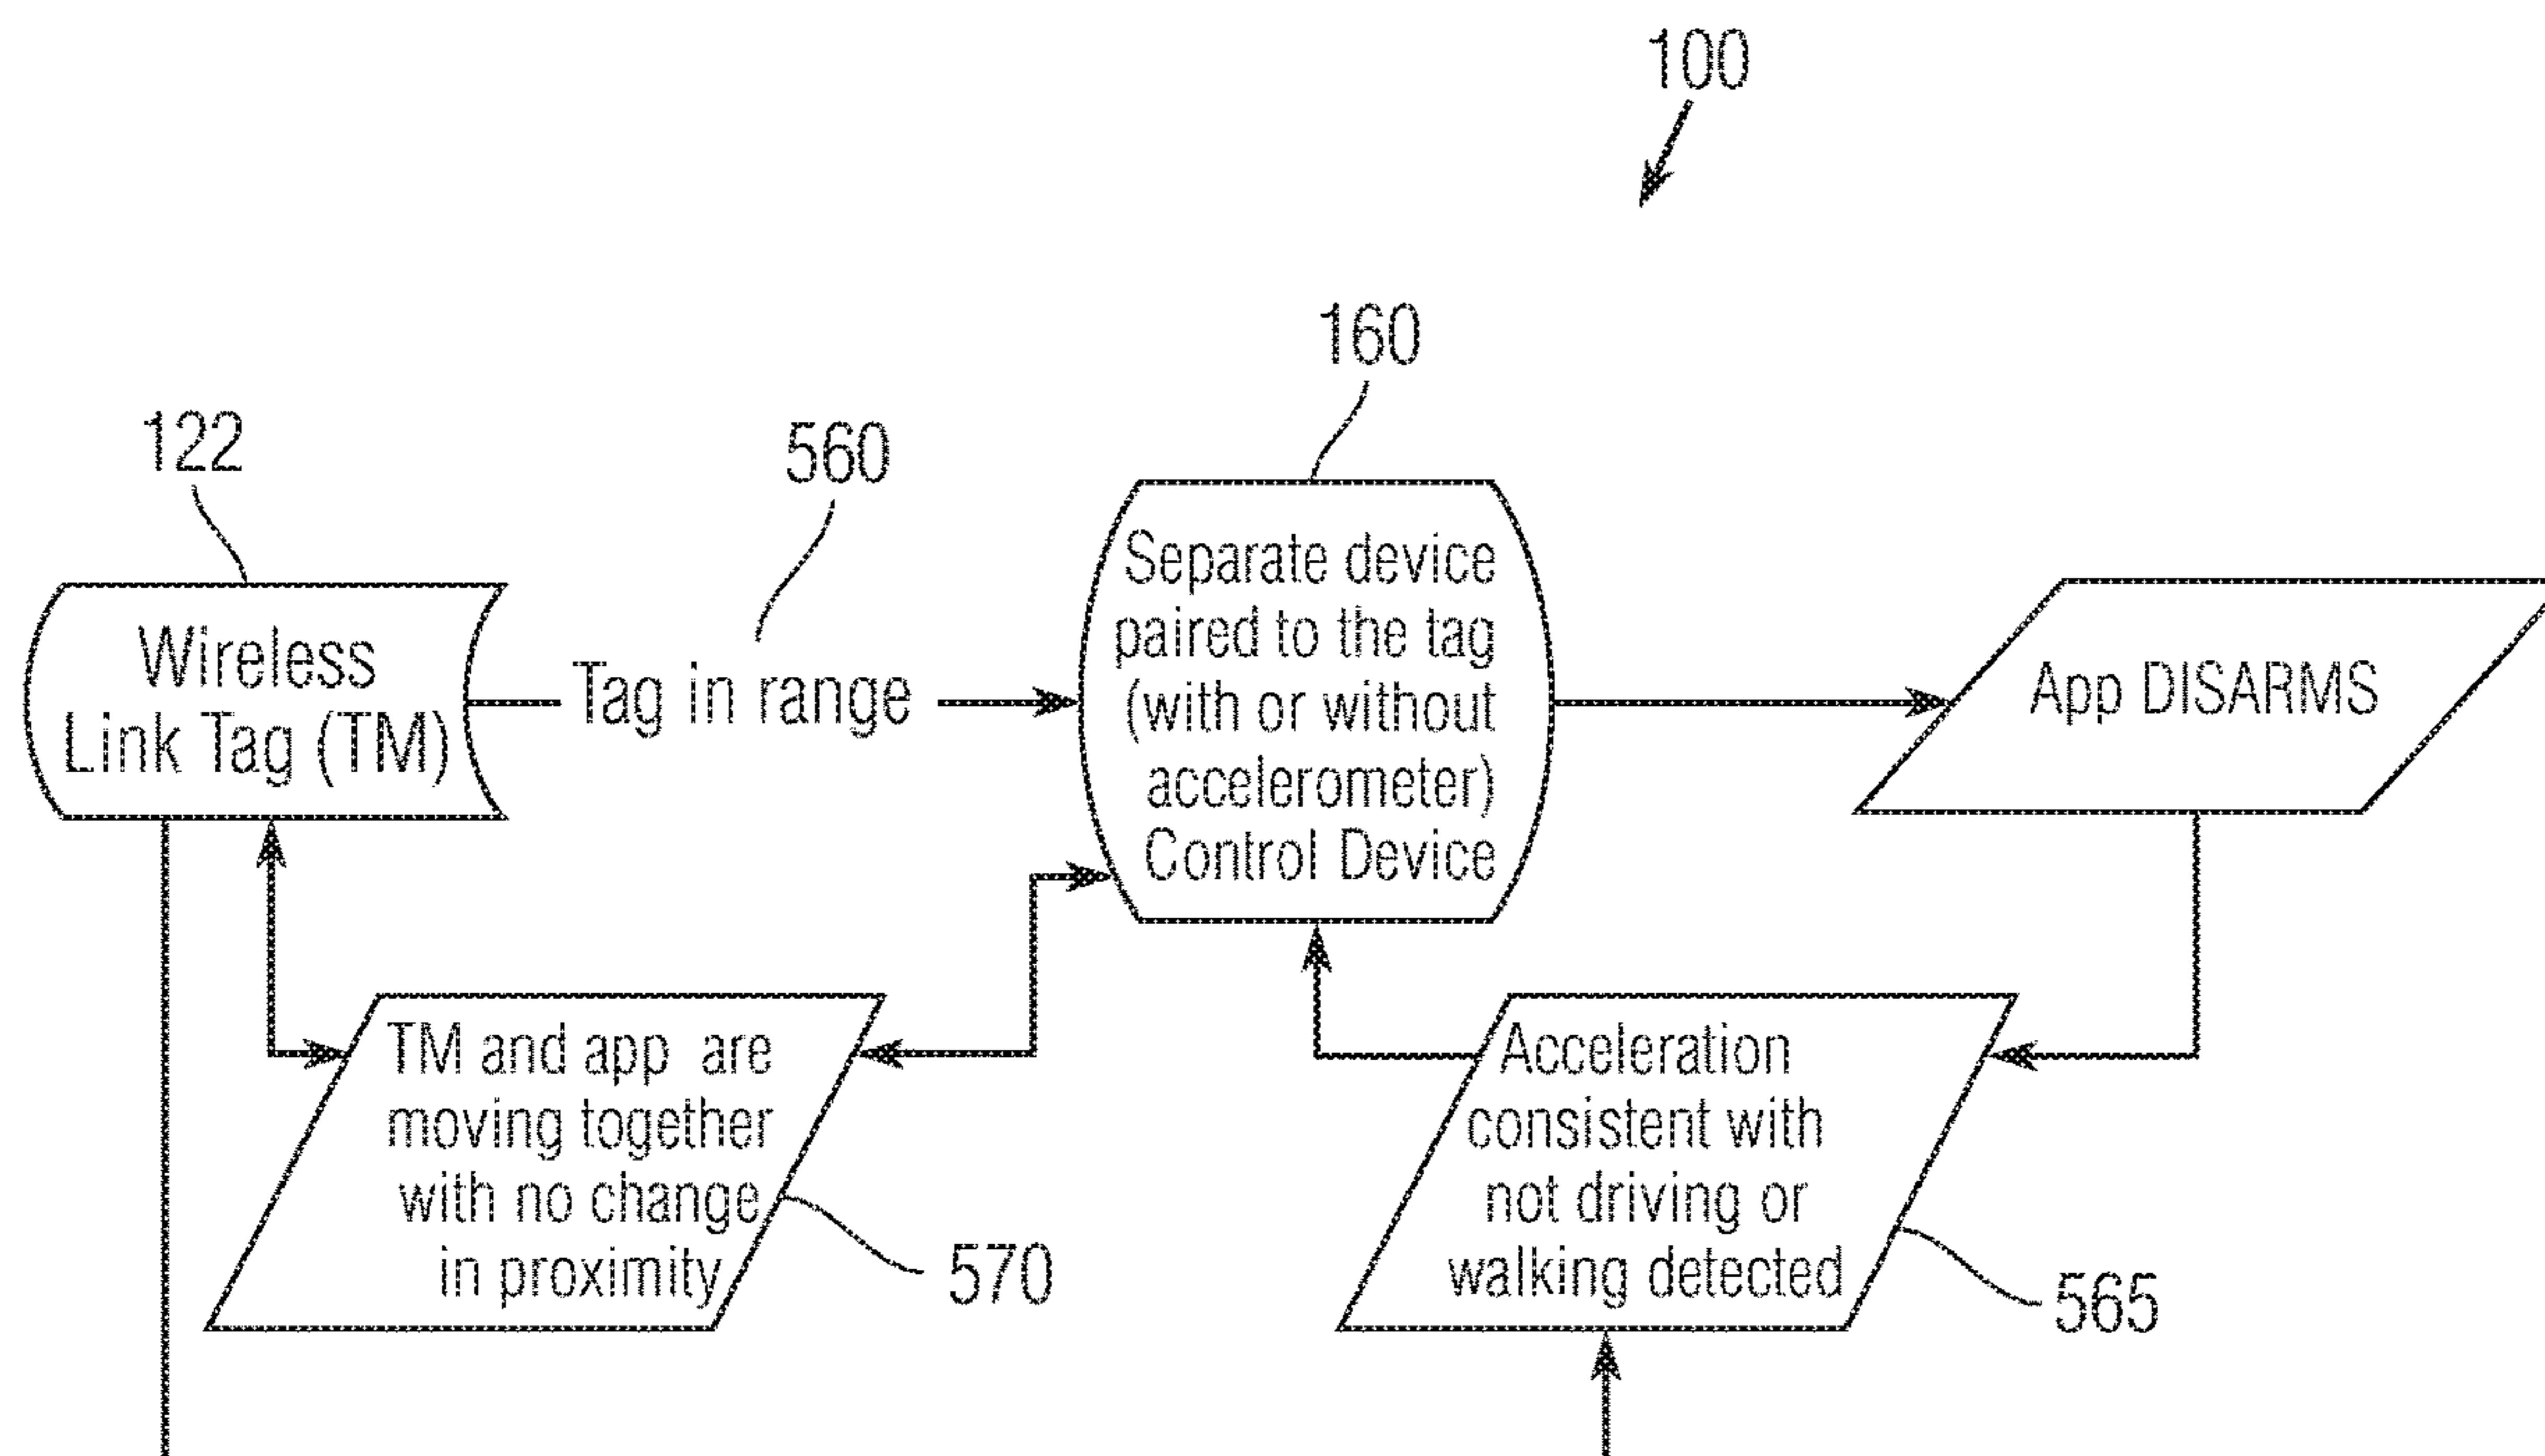 100
160
122
560
Wireless
Link Tag (TM)
Tag in range
Separate device
paired to the tag
(with or without
accelerometer)
Control Device
App DISARMS
TM and app are
moving together
with no change
in proximity
570
Acceleration
consistent with
not driving or
walking detected
565